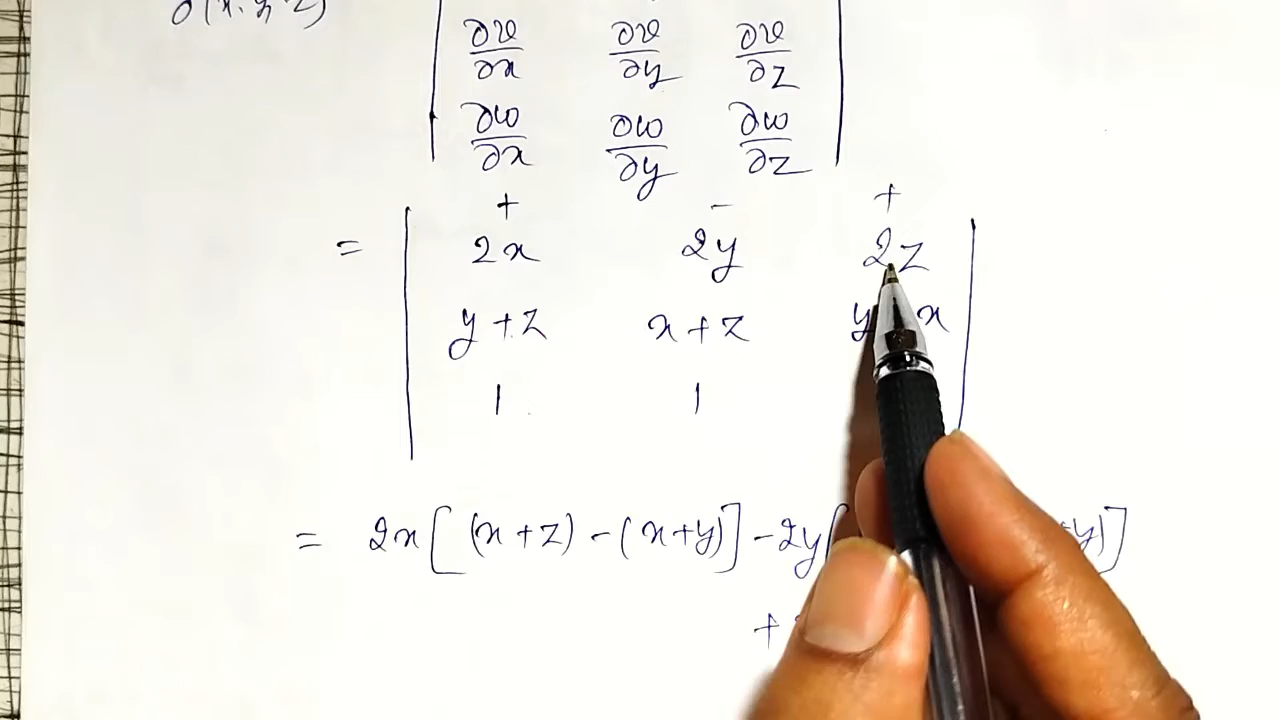 ∂(x, y, z)
∂v/∂x ∂v/∂y ∂v/∂z
∂w/∂x ∂w/∂y ∂w/∂z
+ - +
= | 2x 2y 2z |
| y+z x+z y x |
| 1 1 |
= 2x[(x+z)-(x+y)]-2y[ +y)]
+